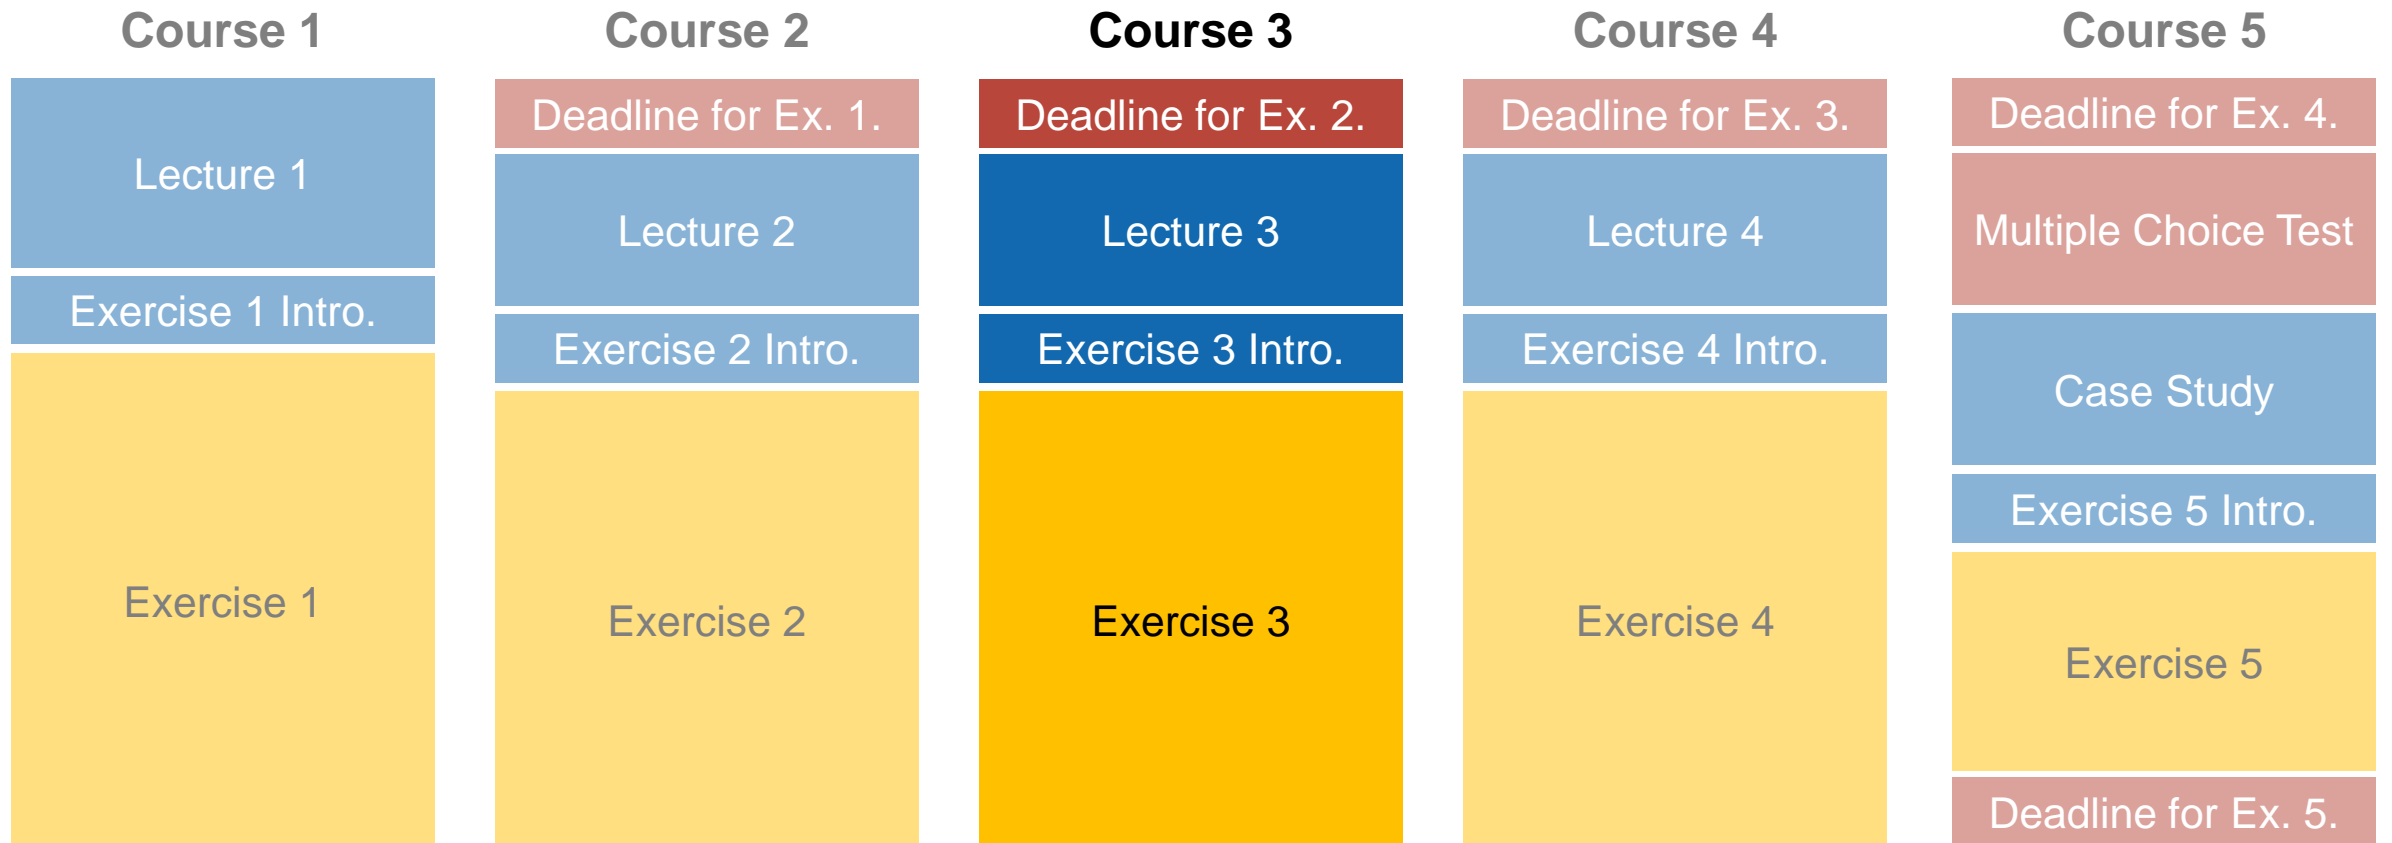 Course 1
Lecture 1
Exercise 1 Intro.
Exercise 1
Course 2
Deadline for Ex. 1.
Lecture 2
Exercise 2 Intro.
Exercise 2
Course 3
Deadline for Ex. 2.
Lecture 3
Exercise 3 Intro.
Exercise 3
Course 4
Deadline for Ex. 3.
Lecture 4
Exercise 4 Intro.
Exercise 4
Course 5
Deadline for Ex. 4.
Multiple Choice Test
Case Study
Exercise 5 Intro.
Exercise 5
Deadline for Ex. 5.